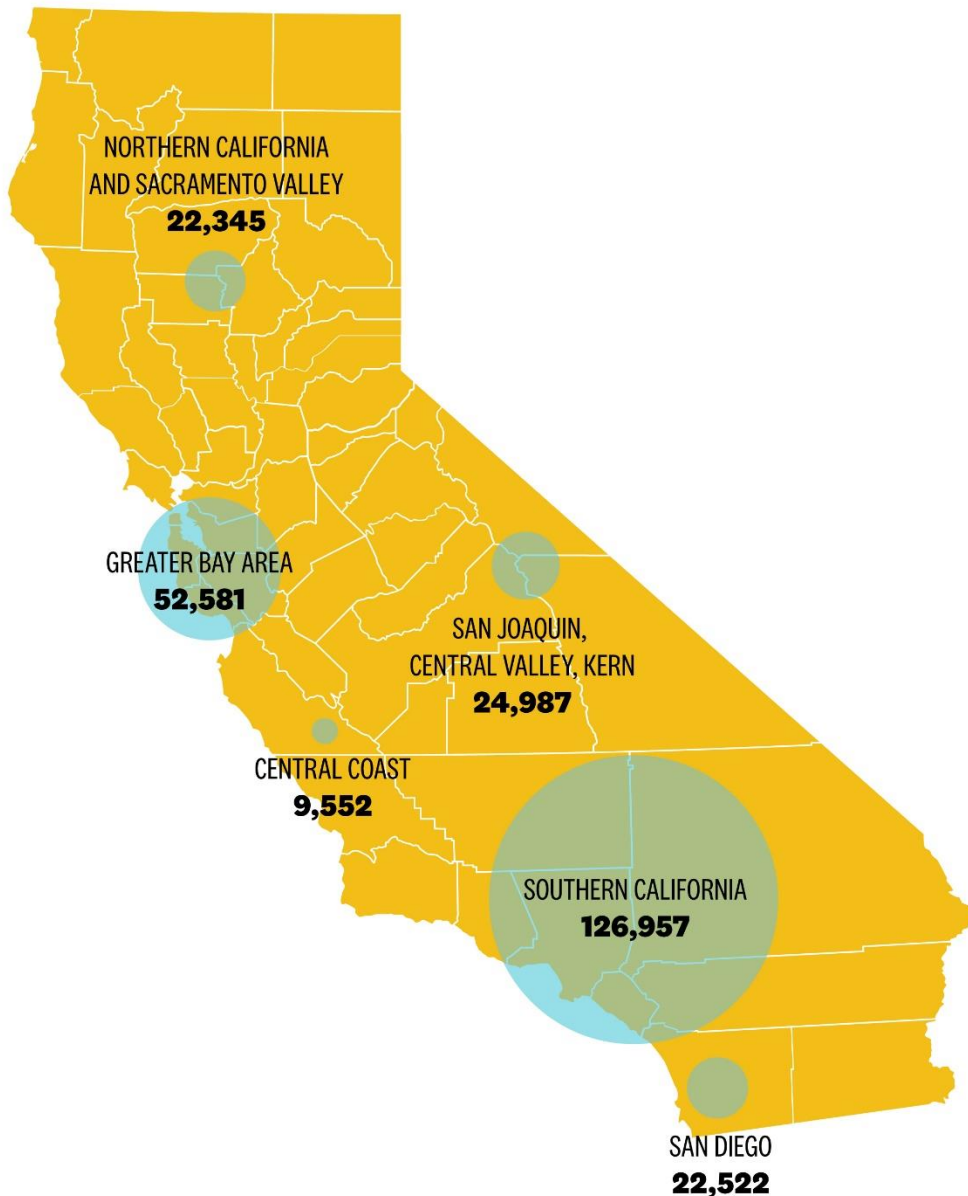 NORTHERN CALIFORNIA
AND SACRAMENTO VALLEY
22,345
GREATER BAY AREA
52,581
SAN JOAQUIN,
CENTRAL VALLEY, KERN
24,987
CENTRAL COAST
9,552
SOUTHERN CALIFORNIA
126,957
SAN DIEGO
22,522